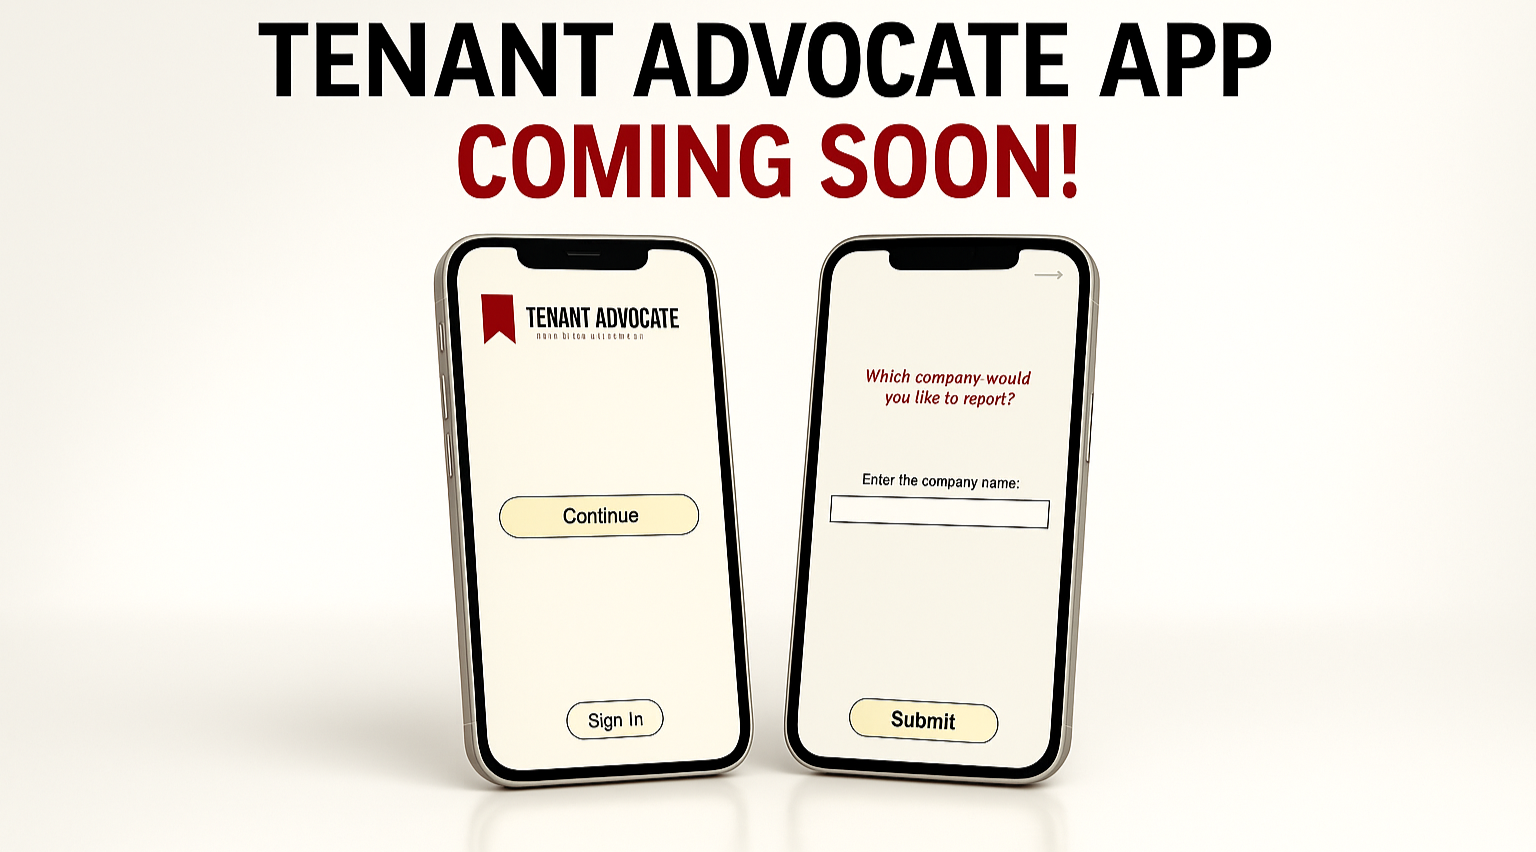 TENANT ADVOCATE APP
COMING SOON!
TENANT ADVOCATE
Continue
Sign In
Which company would
you like to report?
Enter the company name:
Submit